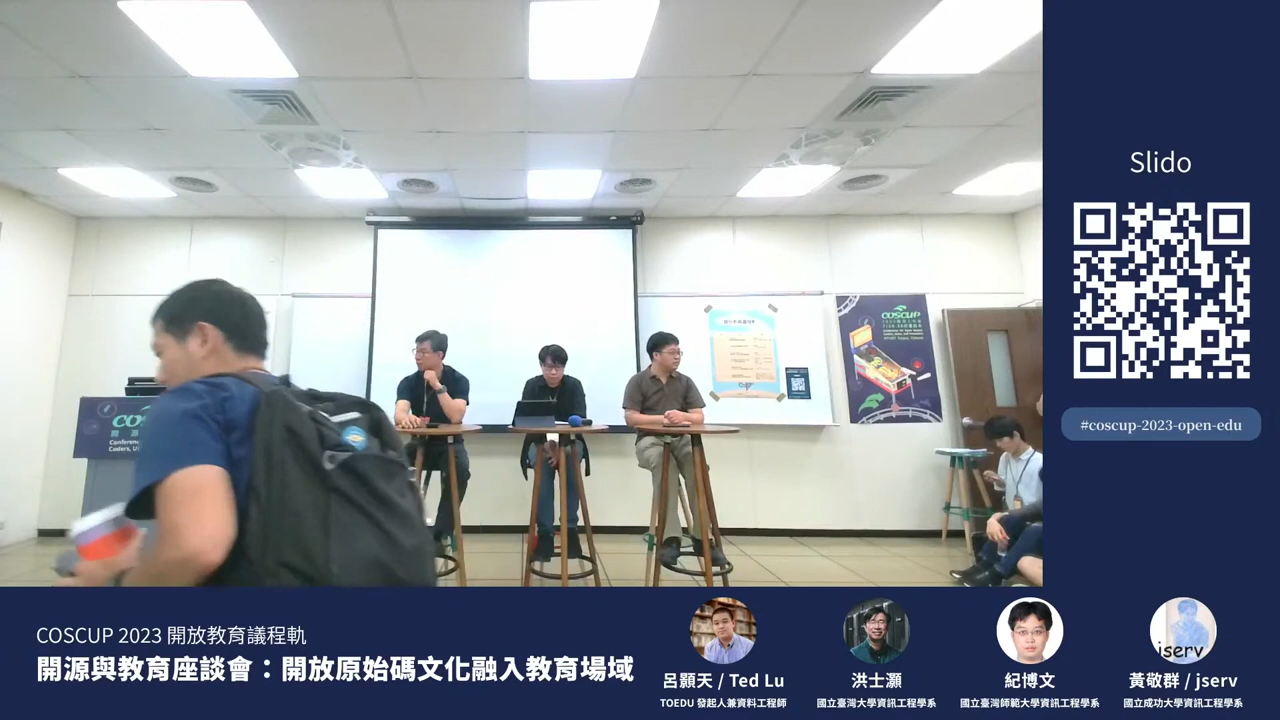 Slido
#coscup-2023-open-edu
COSCUP
COSCUP 2023 開放教育議程軌
開源與教育座談會：開放原始碼文化融入教育場域
呂顥天 / Ted Lu
TOEDU 發起人兼資料工程師
洪士灝
國立臺灣大學資訊工程學系
紀博文
國立臺灣師範大學資訊工程學系
jserv
黃敬群 / jserv
國立成功大學資訊工程學系